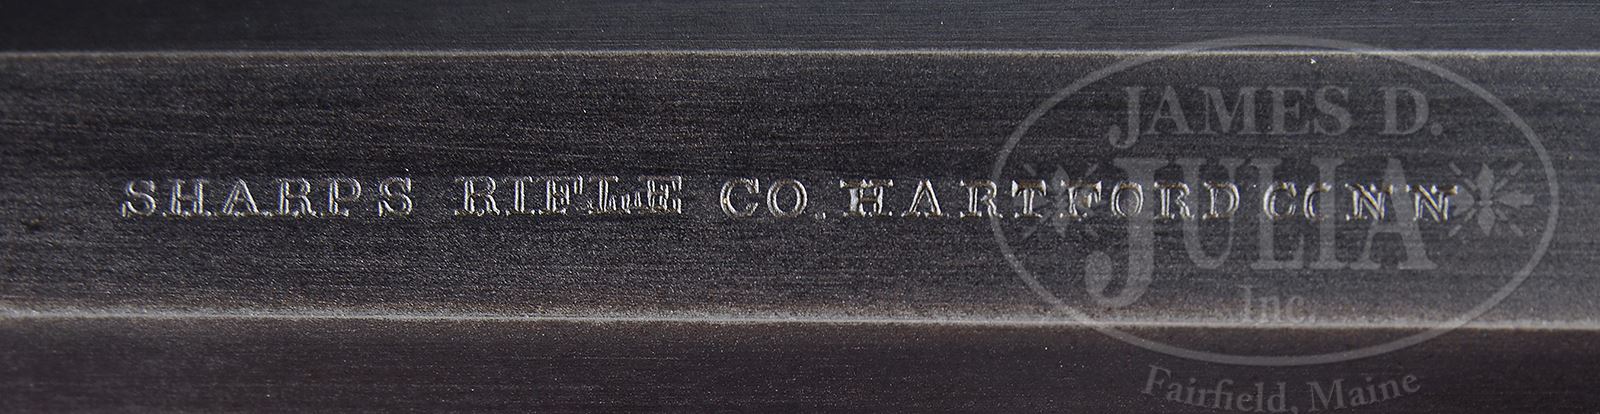 SHARPS RIFLE CO. HARTFORD CONN
JAMES D.
JULIA
Inc.
Fairfield, Maine